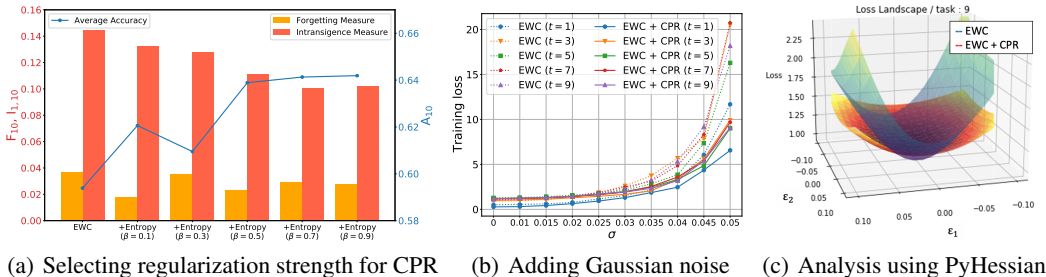 0.16
0.14
0.12
0.10
0.08
0.06
0.04
0.02
0.00
F10, I1,10
Average Accuracy
Forgetting Measure
Intransigence Measure
0.66
0.64
0.62
0.60
0.58
A10
EWC
+Entropy
(β = 0.1)
+Entropy
(β = 0.3)
+Entropy
(β = 0.5)
+Entropy
(β = 0.7)
+Entropy
(β = 0.9)
(a) Selecting regularization strength for CPR
Training loss
20
15
10
5
0
EWC (t = 1)
EWC (t = 3)
EWC (t = 5)
EWC (t = 7)
EWC (t = 9)
EWC + CPR (t = 1)
EWC + CPR (t = 3)
EWC + CPR (t = 5)
EWC + CPR (t = 7)
EWC + CPR (t = 9)
0 0.01 0.015 0.02 0.025 0.03 0.035 0.04 0.045 0.05
σ
(b) Adding Gaussian noise
Loss Landscape / task : 9
EWC
EWC + CPR
2.25
2.00
Loss
1.75
1.50
1.25
1.00
−0.10
−0.05
0.00
0.05
0.10
ε2
0.10
0.05
0.00
−0.05
−0.10
ε1
(c) Analysis using PyHessian